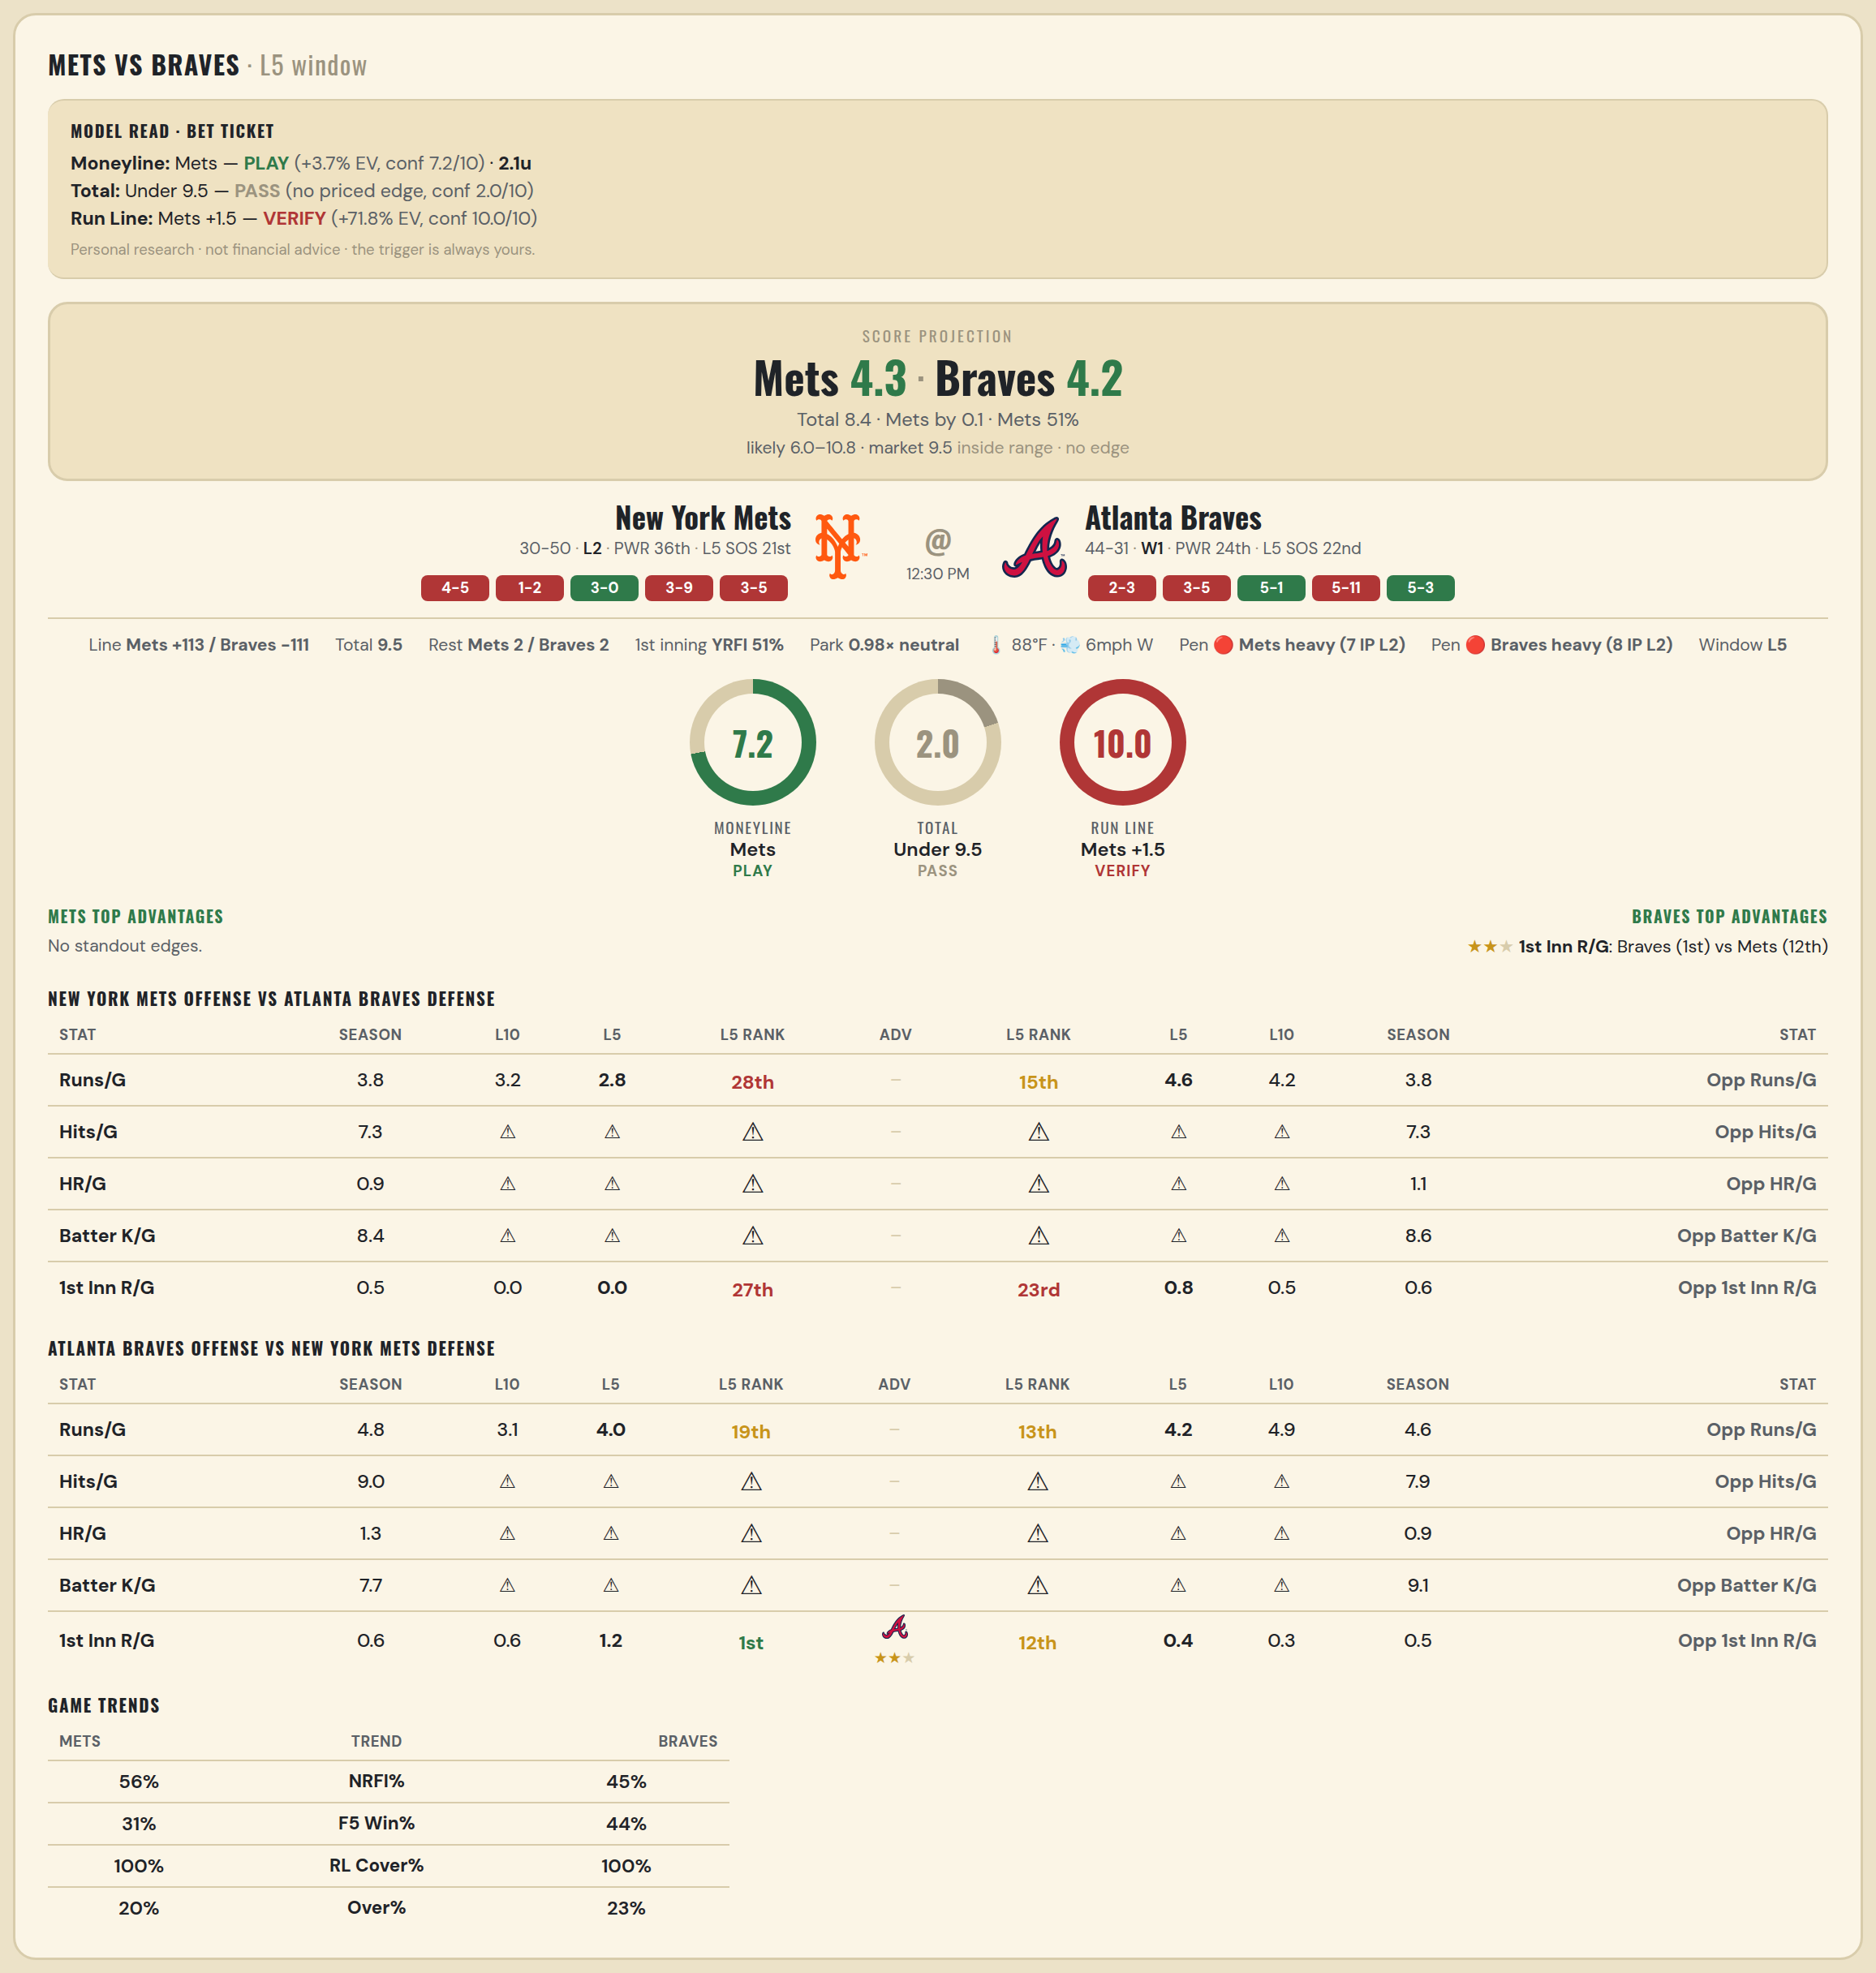 METS VS BRAVES · L5 window
MODEL READ · BET TICKET
Moneyline: Mets — PLAY (+3.7% EV, conf 7.2/10) · 2.1u
Total: Under 9.5 — PASS (no priced edge, conf 2.0/10)
Run Line: Mets +1.5 — VERIFY (+71.8% EV, conf 10.0/10)
Personal research · not financial advice · the trigger is always yours.
SCORE PROJECTION
Mets 4.3 · Braves 4.2
Total 8.4 · Mets by 0.1 · Mets 51%
likely 6.0–10.8 · market 9.5 inside range · no edge
New York Mets
30-50 · L2 · PWR 36th · L5 SOS 21st
4-5 1-2 3-0 3-9 3-5
@
12:30 PM
Atlanta Braves
44-31 · W1 · PWR 24th · L5 SOS 22nd
2-3 3-5 5-1 5-11 5-3
Line Mets +113 / Braves -111 Total 9.5 Rest Mets 2 / Braves 2 1st inning YRFI 51% Park 0.98× neutral 🌡️ 88°F · 💨 6mph W Pen 🔴 Mets heavy (7 IP L2) Pen 🔴 Braves heavy (8 IP L2) Window L5
7.2 2.0 10.0
MONEYLINE TOTAL RUN LINE
Mets Under 9.5 Mets +1.5
PLAY PASS VERIFY
METS TOP ADVANTAGES
No standout edges.
BRAVES TOP ADVANTAGES
★★★ 1st Inn R/G: Braves (1st) vs Mets (12th)
NEW YORK METS OFFENSE VS ATLANTA BRAVES DEFENSE
STAT SEASON L10 L5 L5 RANK ADV L5 RANK L5 L10 SEASON STAT
Runs/G 3.8 3.2 2.8 28th – 15th 4.6 4.2 3.8 Opp Runs/G
Hits/G 7.3 ⚠ ⚠ ⚠ – ⚠ ⚠ ⚠ 7.3 Opp Hits/G
HR/G 0.9 ⚠ ⚠ ⚠ – ⚠ ⚠ ⚠ 1.1 Opp HR/G
Batter K/G 8.4 ⚠ ⚠ ⚠ – ⚠ ⚠ ⚠ 8.6 Opp Batter K/G
1st Inn R/G 0.5 0.0 0.0 27th – 23rd 0.8 0.5 0.6 Opp 1st Inn R/G
ATLANTA BRAVES OFFENSE VS NEW YORK METS DEFENSE
STAT SEASON L10 L5 L5 RANK ADV L5 RANK L5 L10 SEASON STAT
Runs/G 4.8 3.1 4.0 19th – 13th 4.2 4.9 4.6 Opp Runs/G
Hits/G 9.0 ⚠ ⚠ ⚠ – ⚠ ⚠ ⚠ 7.9 Opp Hits/G
HR/G 1.3 ⚠ ⚠ ⚠ – ⚠ ⚠ ⚠ 0.9 Opp HR/G
Batter K/G 7.7 ⚠ ⚠ ⚠ – ⚠ ⚠ ⚠ 9.1 Opp Batter K/G
1st Inn R/G 0.6 0.6 1.2 1st ★★★ 12th 0.4 0.3 0.5 Opp 1st Inn R/G
GAME TRENDS
METS TREND BRAVES
56% NRFI% 45%
31% F5 Win% 44%
100% RL Cover% 100%
20% Over% 23%